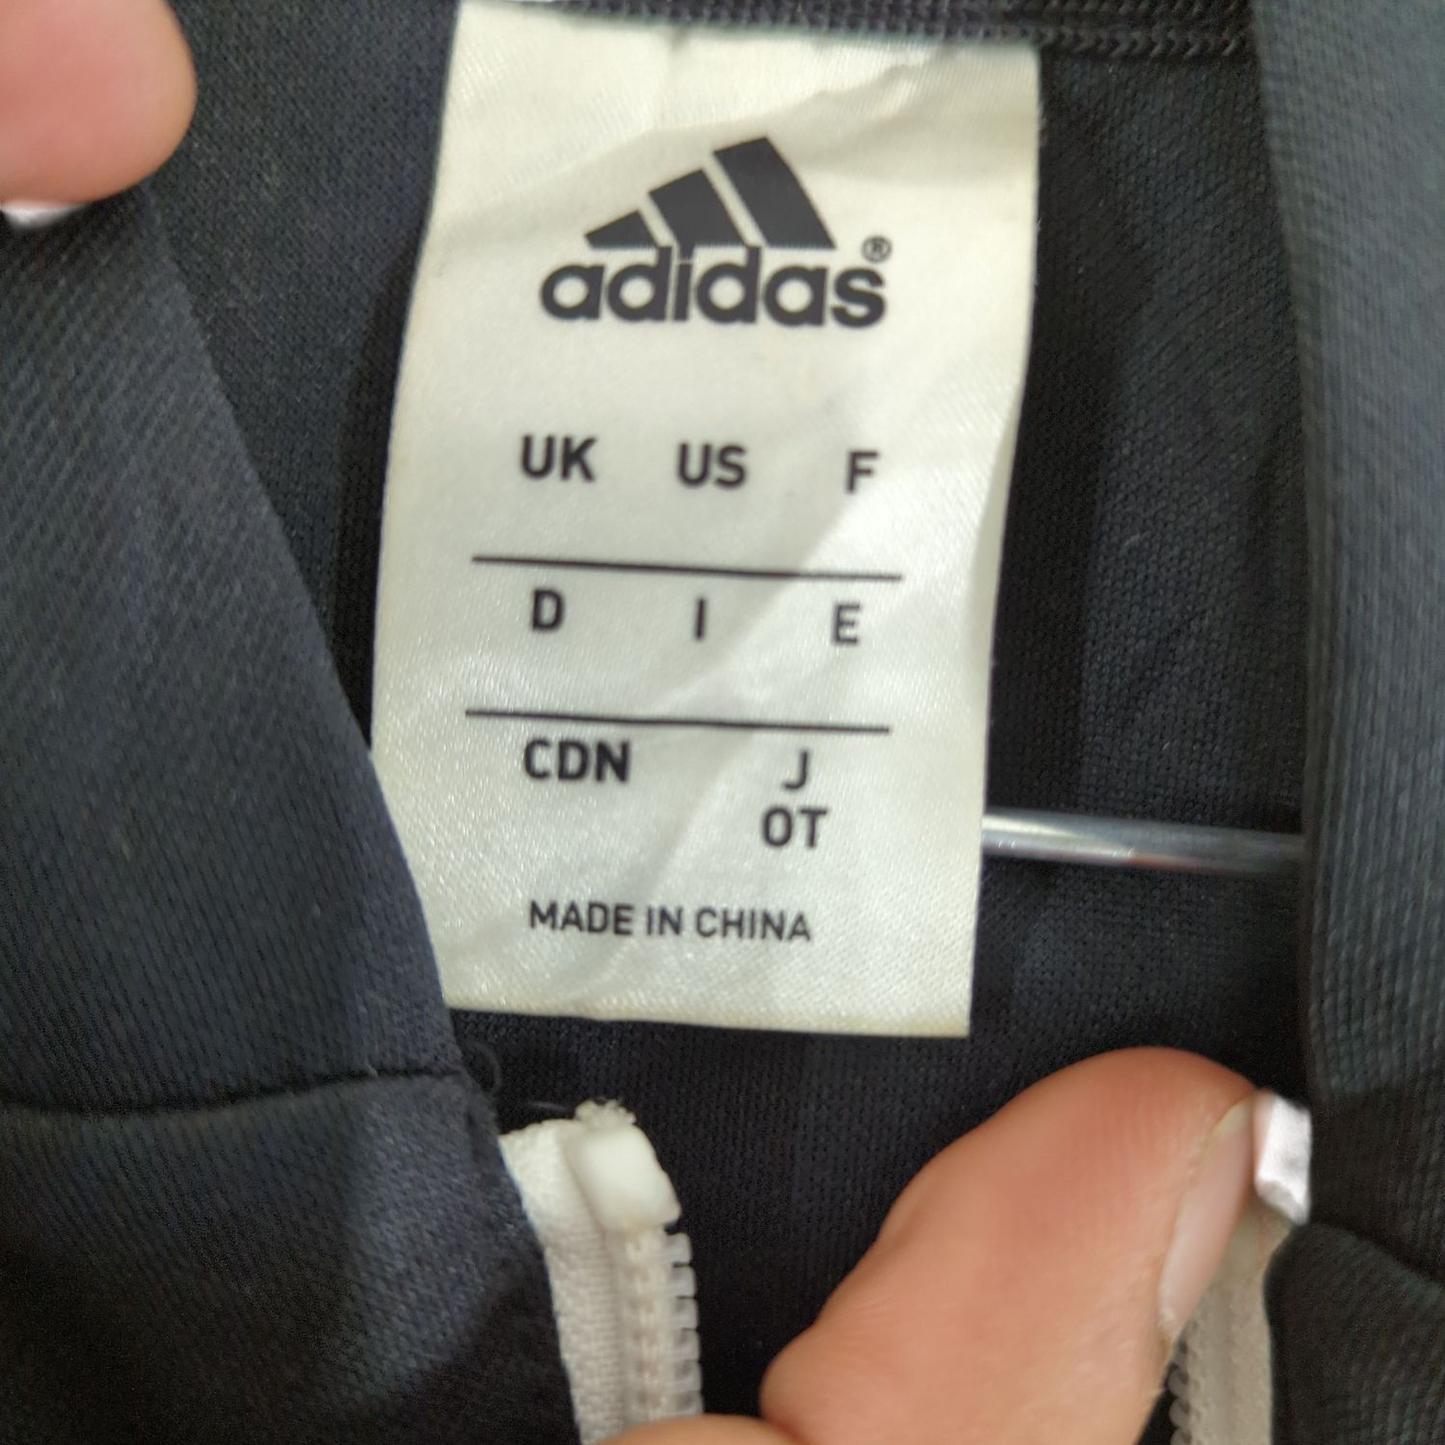 adidas®
UK US F
D I E
CDN J
OT
MADE IN CHINA